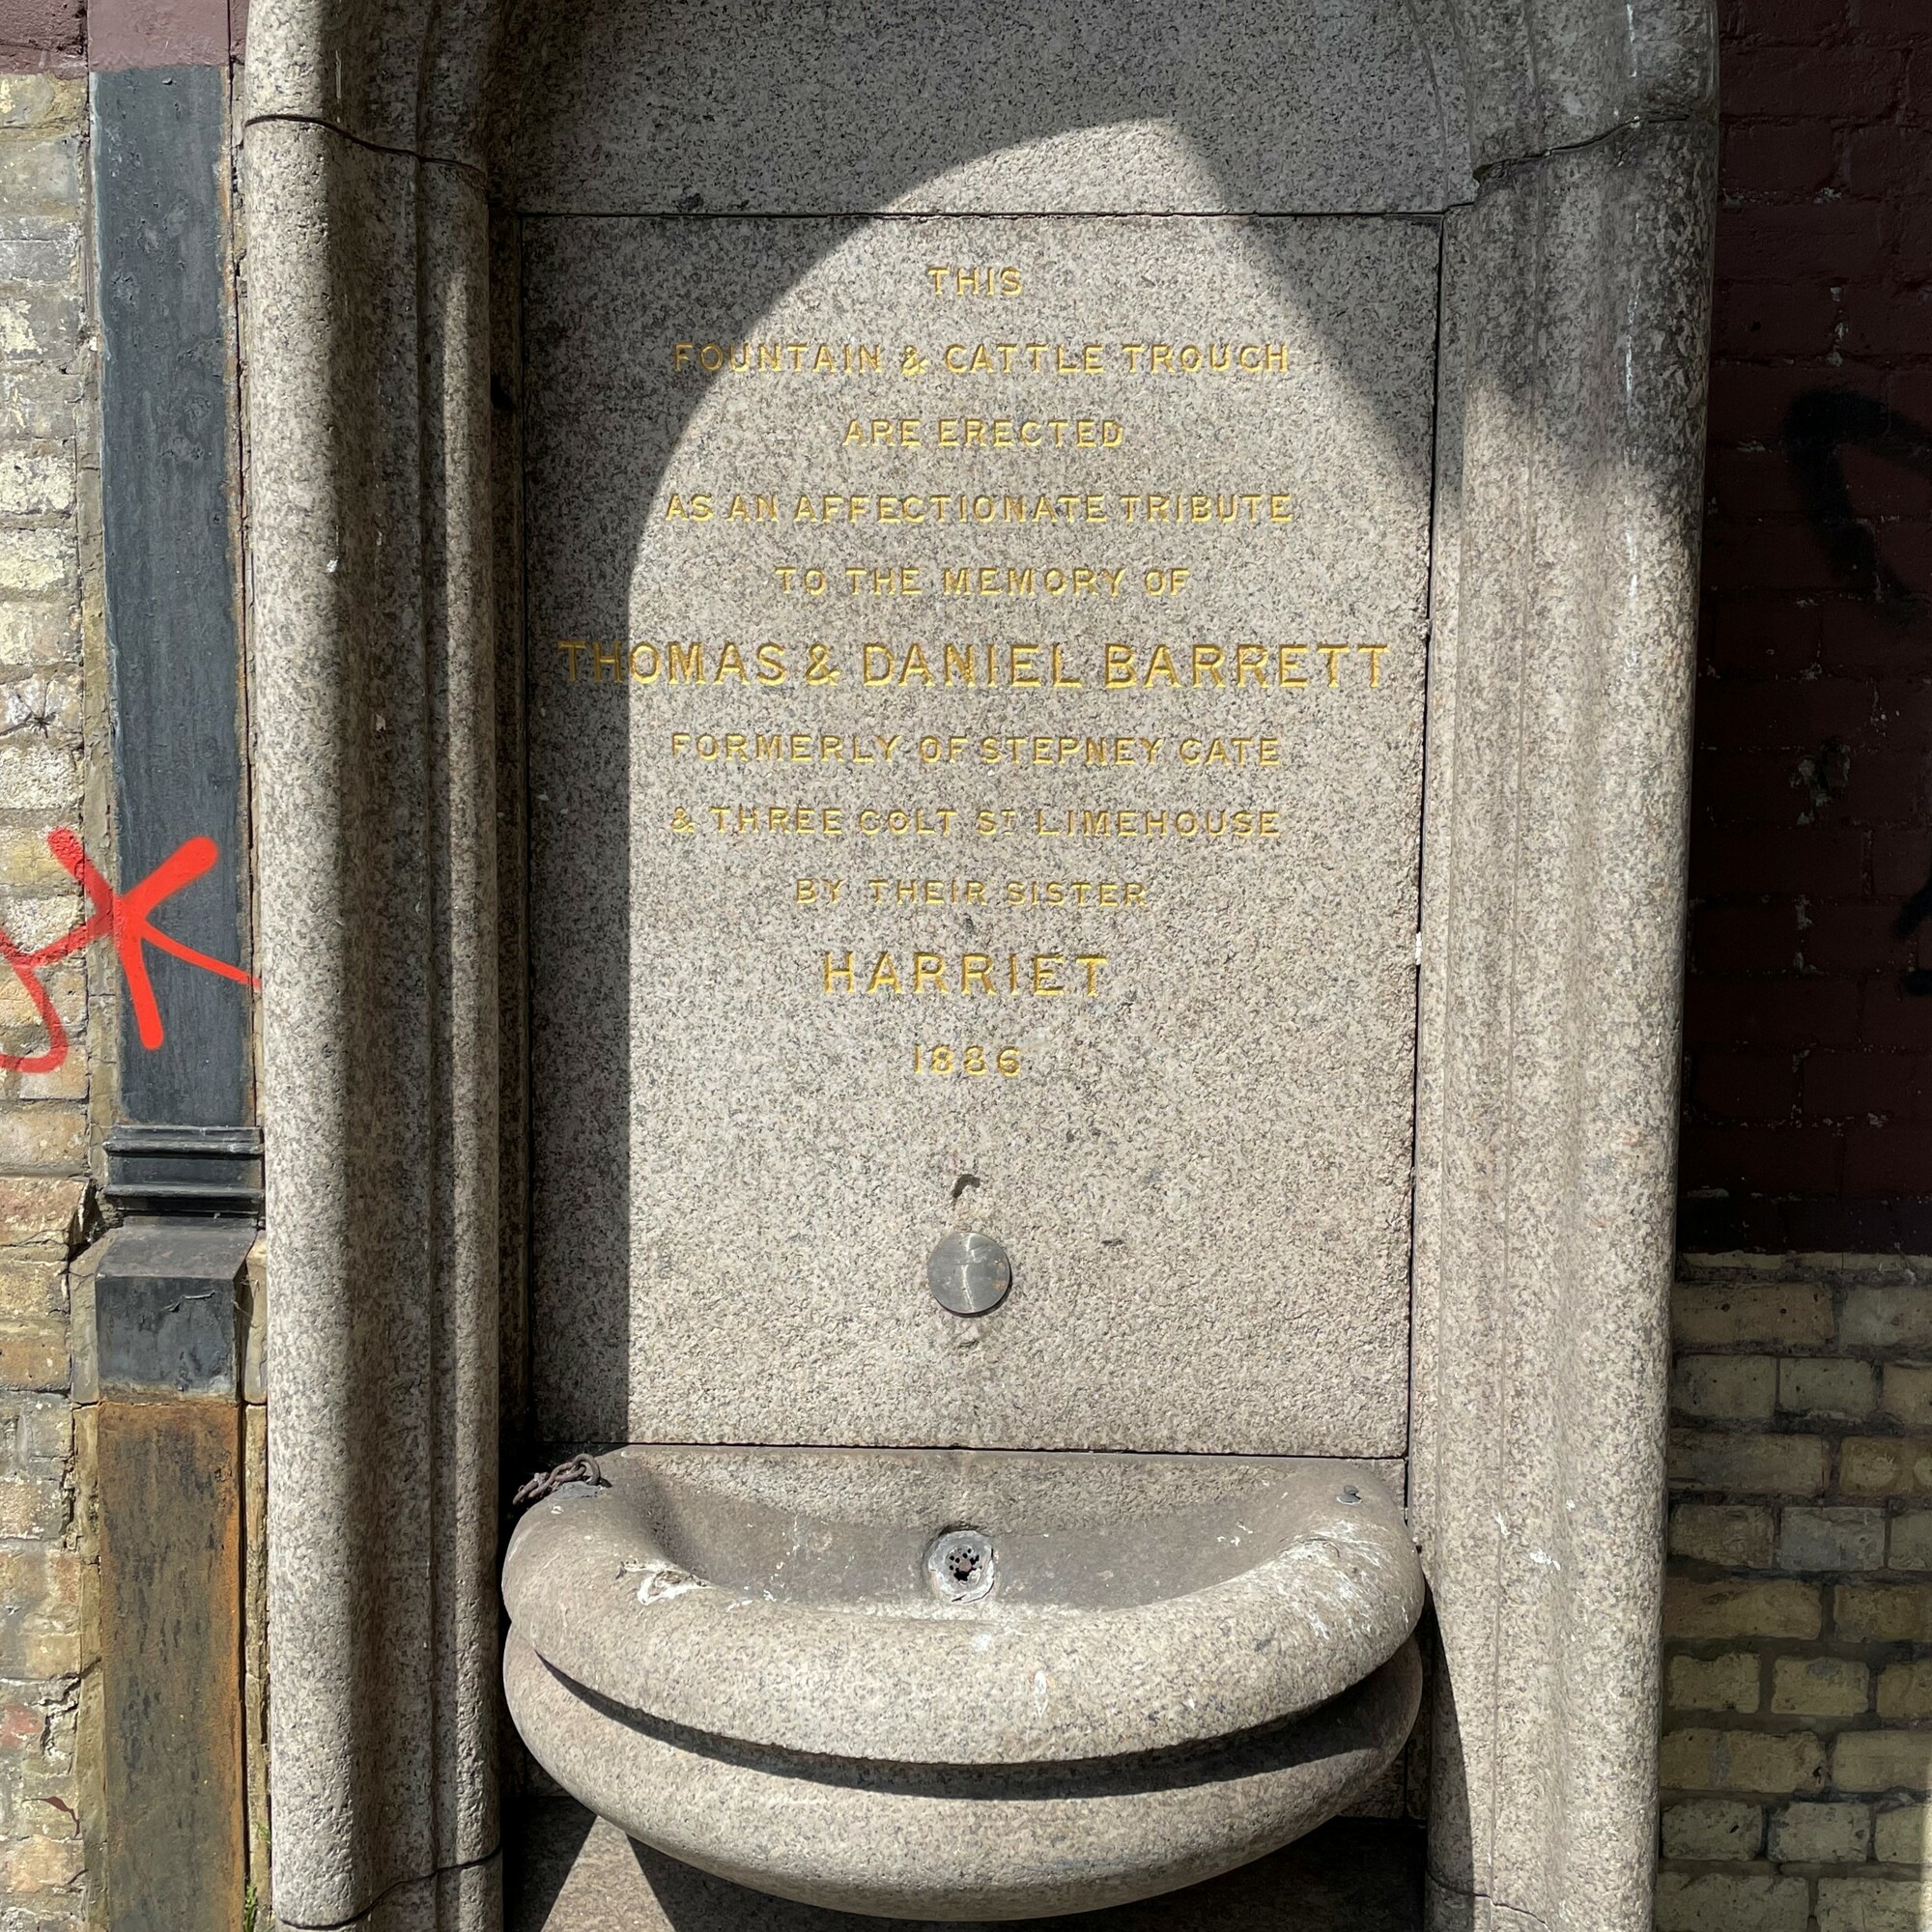 THIS
FOUNTAIN & CATTLE TROUGH
ARE ERECTED
AS AN AFFECTIONATE TRIBUTE
TO THE MEMORY OF
THOMAS & DANIEL BARRETT
FORMERLY OF STEPNEY GATE
& THREE COLT ST LIMEHOUSE
BY THEIR SISTER
HARRIET
1886